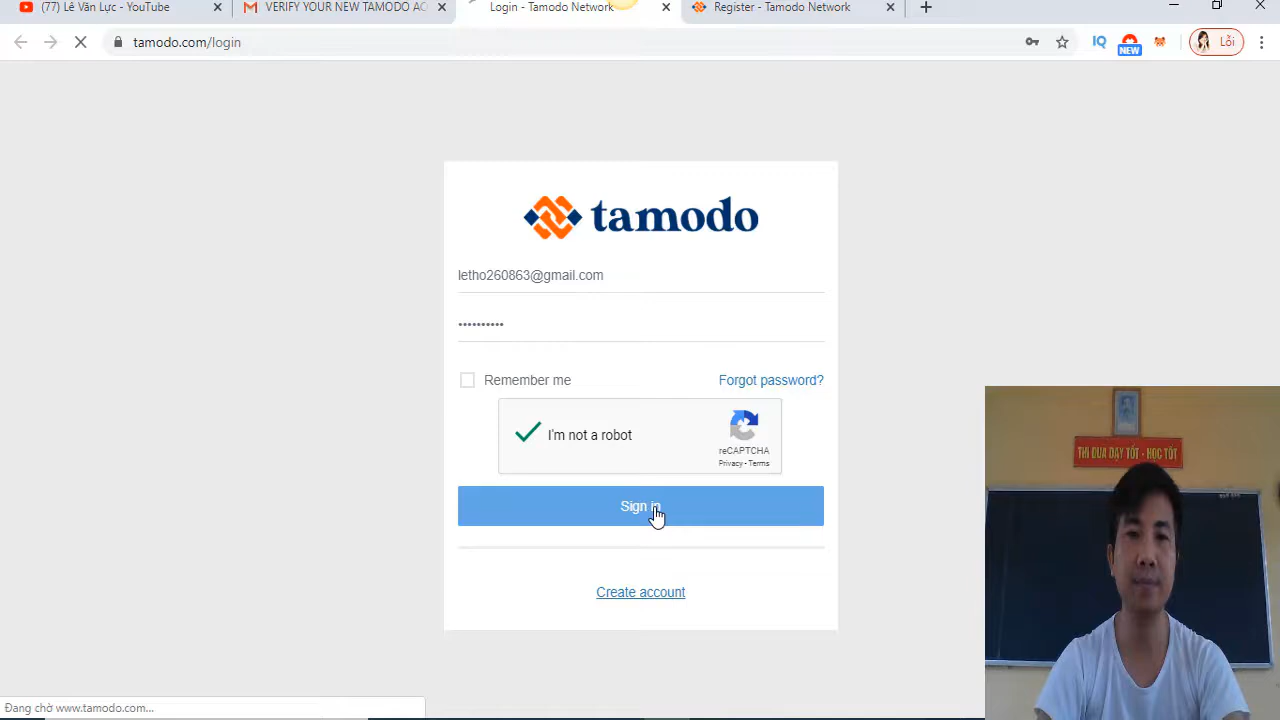 (77) Lê Văn Lực - YouTube
VERIFY YOUR NEW TAMODO AC
Login - Tamodo Network
Register - Tamodo Network
tamodo.com/login
IQ
NEW
Lỗi
tamodo
letho260863@gmail.com
Remember me
Forgot password?
I'm not a robot
reCAPTCHA
Privacy - Terms
Sign in
Create account
THI ĐUA DẠY TỐT - HỌC TỐT
Đang chờ www.tamodo.com...